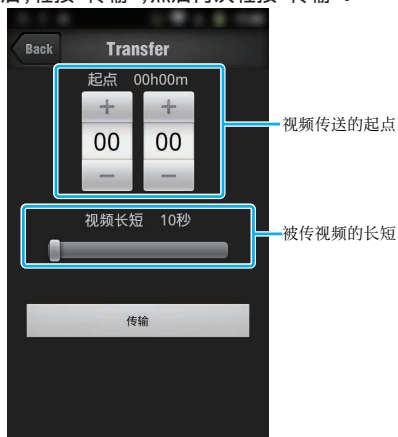 后,轻按“传输”,然后再次轻按“传输”。
Back
Transfer
起点 00h00m
+ +
00 00
− −
视频传送的起点
视频长短 10秒
被传视频的长短
传输